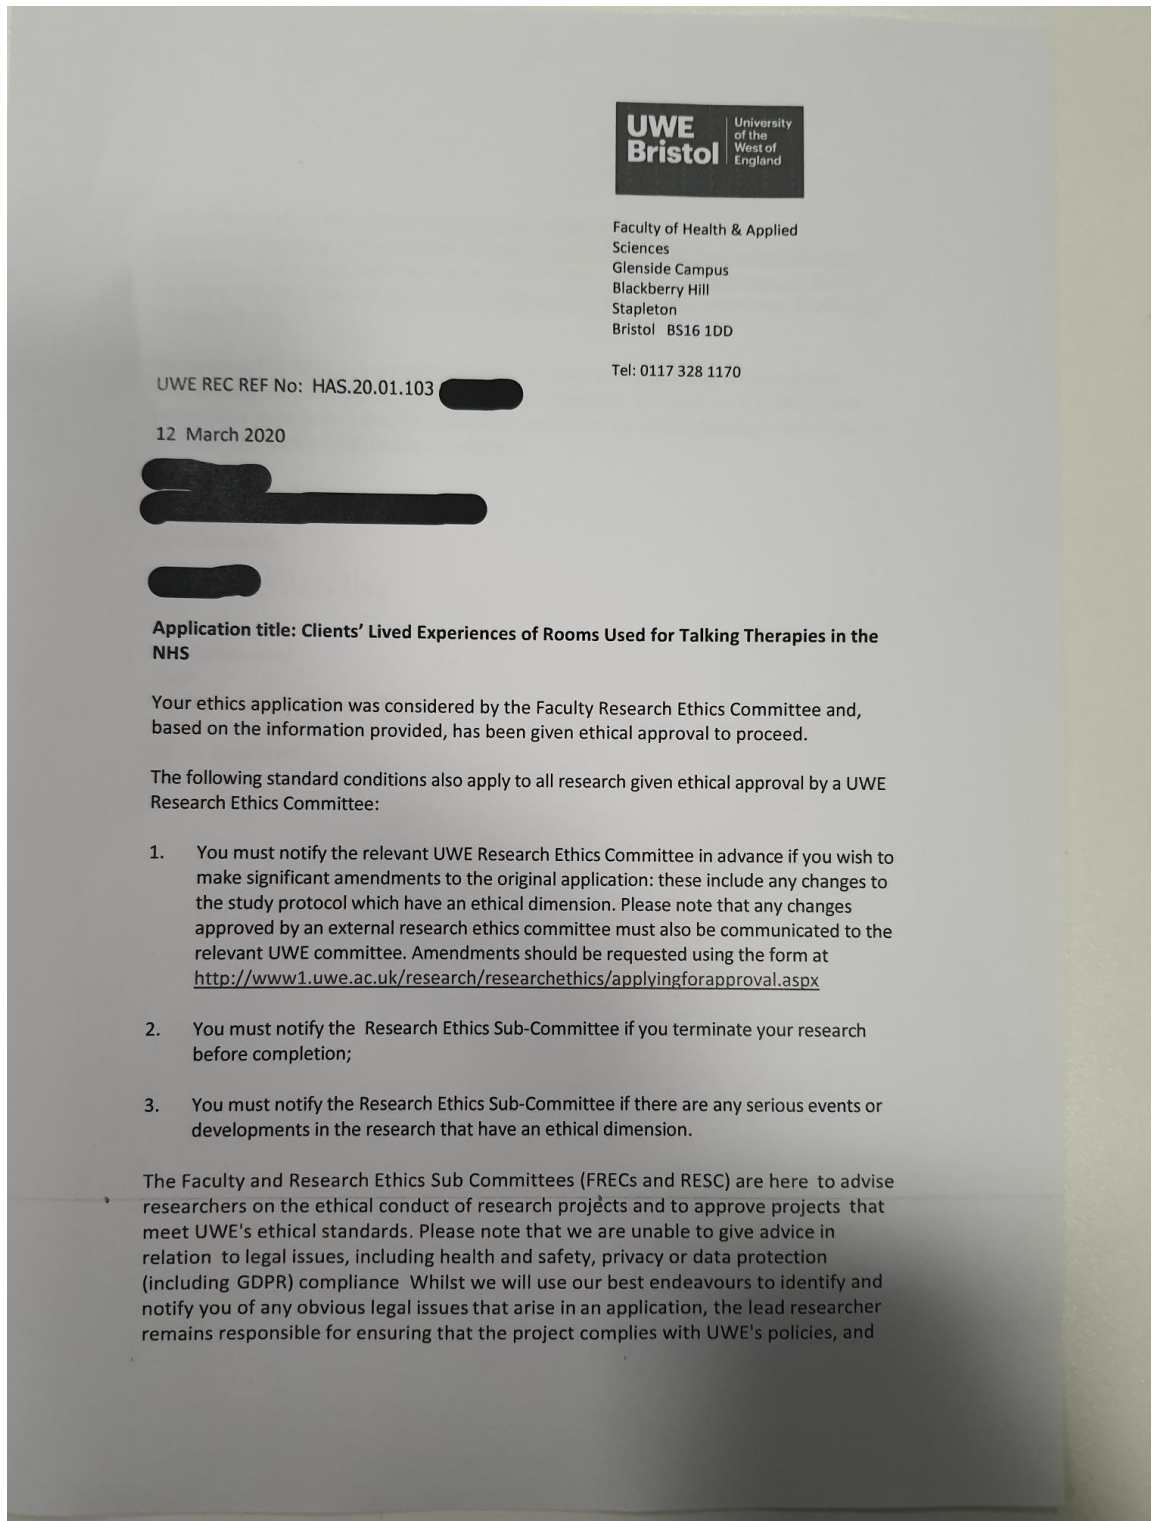 UWE
Bristol
University
of the
West of
England
Faculty of Health & Applied
Sciences
Glenside Campus
Blackberry Hill
Stapleton
Bristol BS16 1DD
Tel: 0117 328 1170
UWE REC REF No: HAS.20.01.103
12 March 2020
Application title: Clients’ Lived Experiences of Rooms Used for Talking Therapies in the
NHS
Your ethics application was considered by the Faculty Research Ethics Committee and,
based on the information provided, has been given ethical approval to proceed.
The following standard conditions also apply to all research given ethical approval by a UWE
Research Ethics Committee:
1. You must notify the relevant UWE Research Ethics Committee in advance if you wish to
make significant amendments to the original application: these include any changes to
the study protocol which have an ethical dimension. Please note that any changes
approved by an external research ethics committee must also be communicated to the
relevant UWE committee. Amendments should be requested using the form at
http://www1.uwe.ac.uk/research/researchethics/applyingforapproval.aspx
2. You must notify the Research Ethics Sub-Committee if you terminate your research
before completion;
3. You must notify the Research Ethics Sub-Committee if there are any serious events or
developments in the research that have an ethical dimension.
The Faculty and Research Ethics Sub Committees (FRECs and RESC) are here to advise
researchers on the ethical conduct of research projects and to approve projects that
meet UWE's ethical standards. Please note that we are unable to give advice in
relation to legal issues, including health and safety, privacy or data protection
(including GDPR) compliance Whilst we will use our best endeavours to identify and
notify you of any obvious legal issues that arise in an application, the lead researcher
remains responsible for ensuring that the project complies with UWE's policies, and